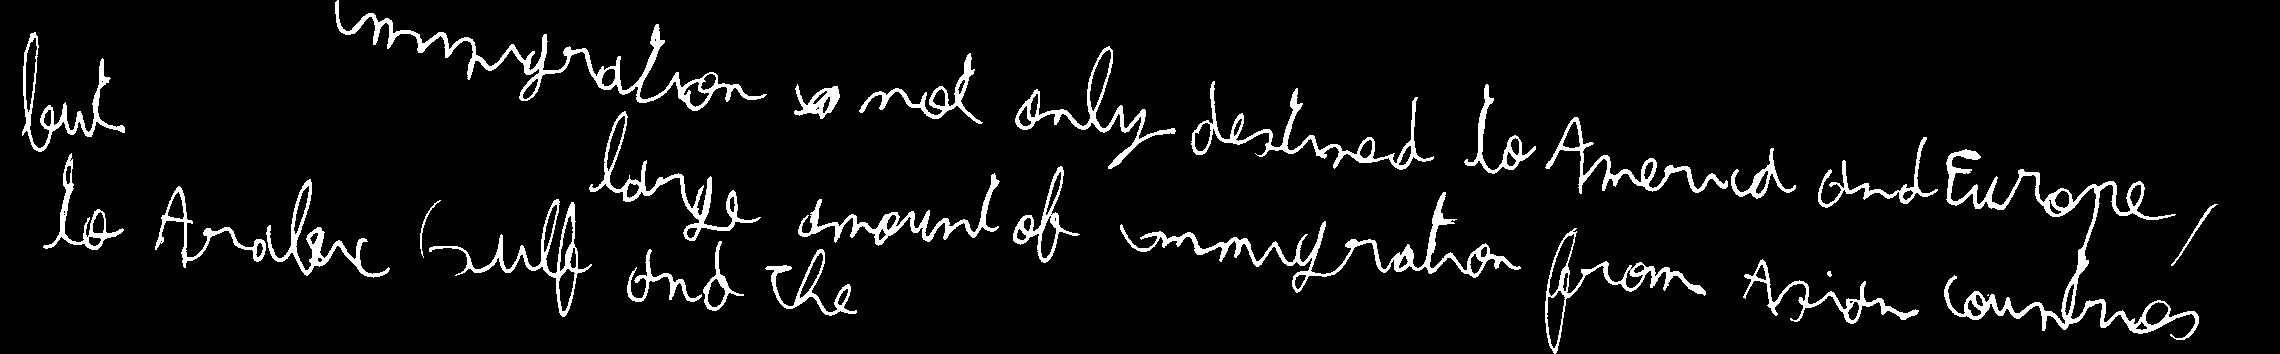 immigration is not only destined to America and Europe,
but large amount of immigration from Asian countries
to Arabic Gulf and the